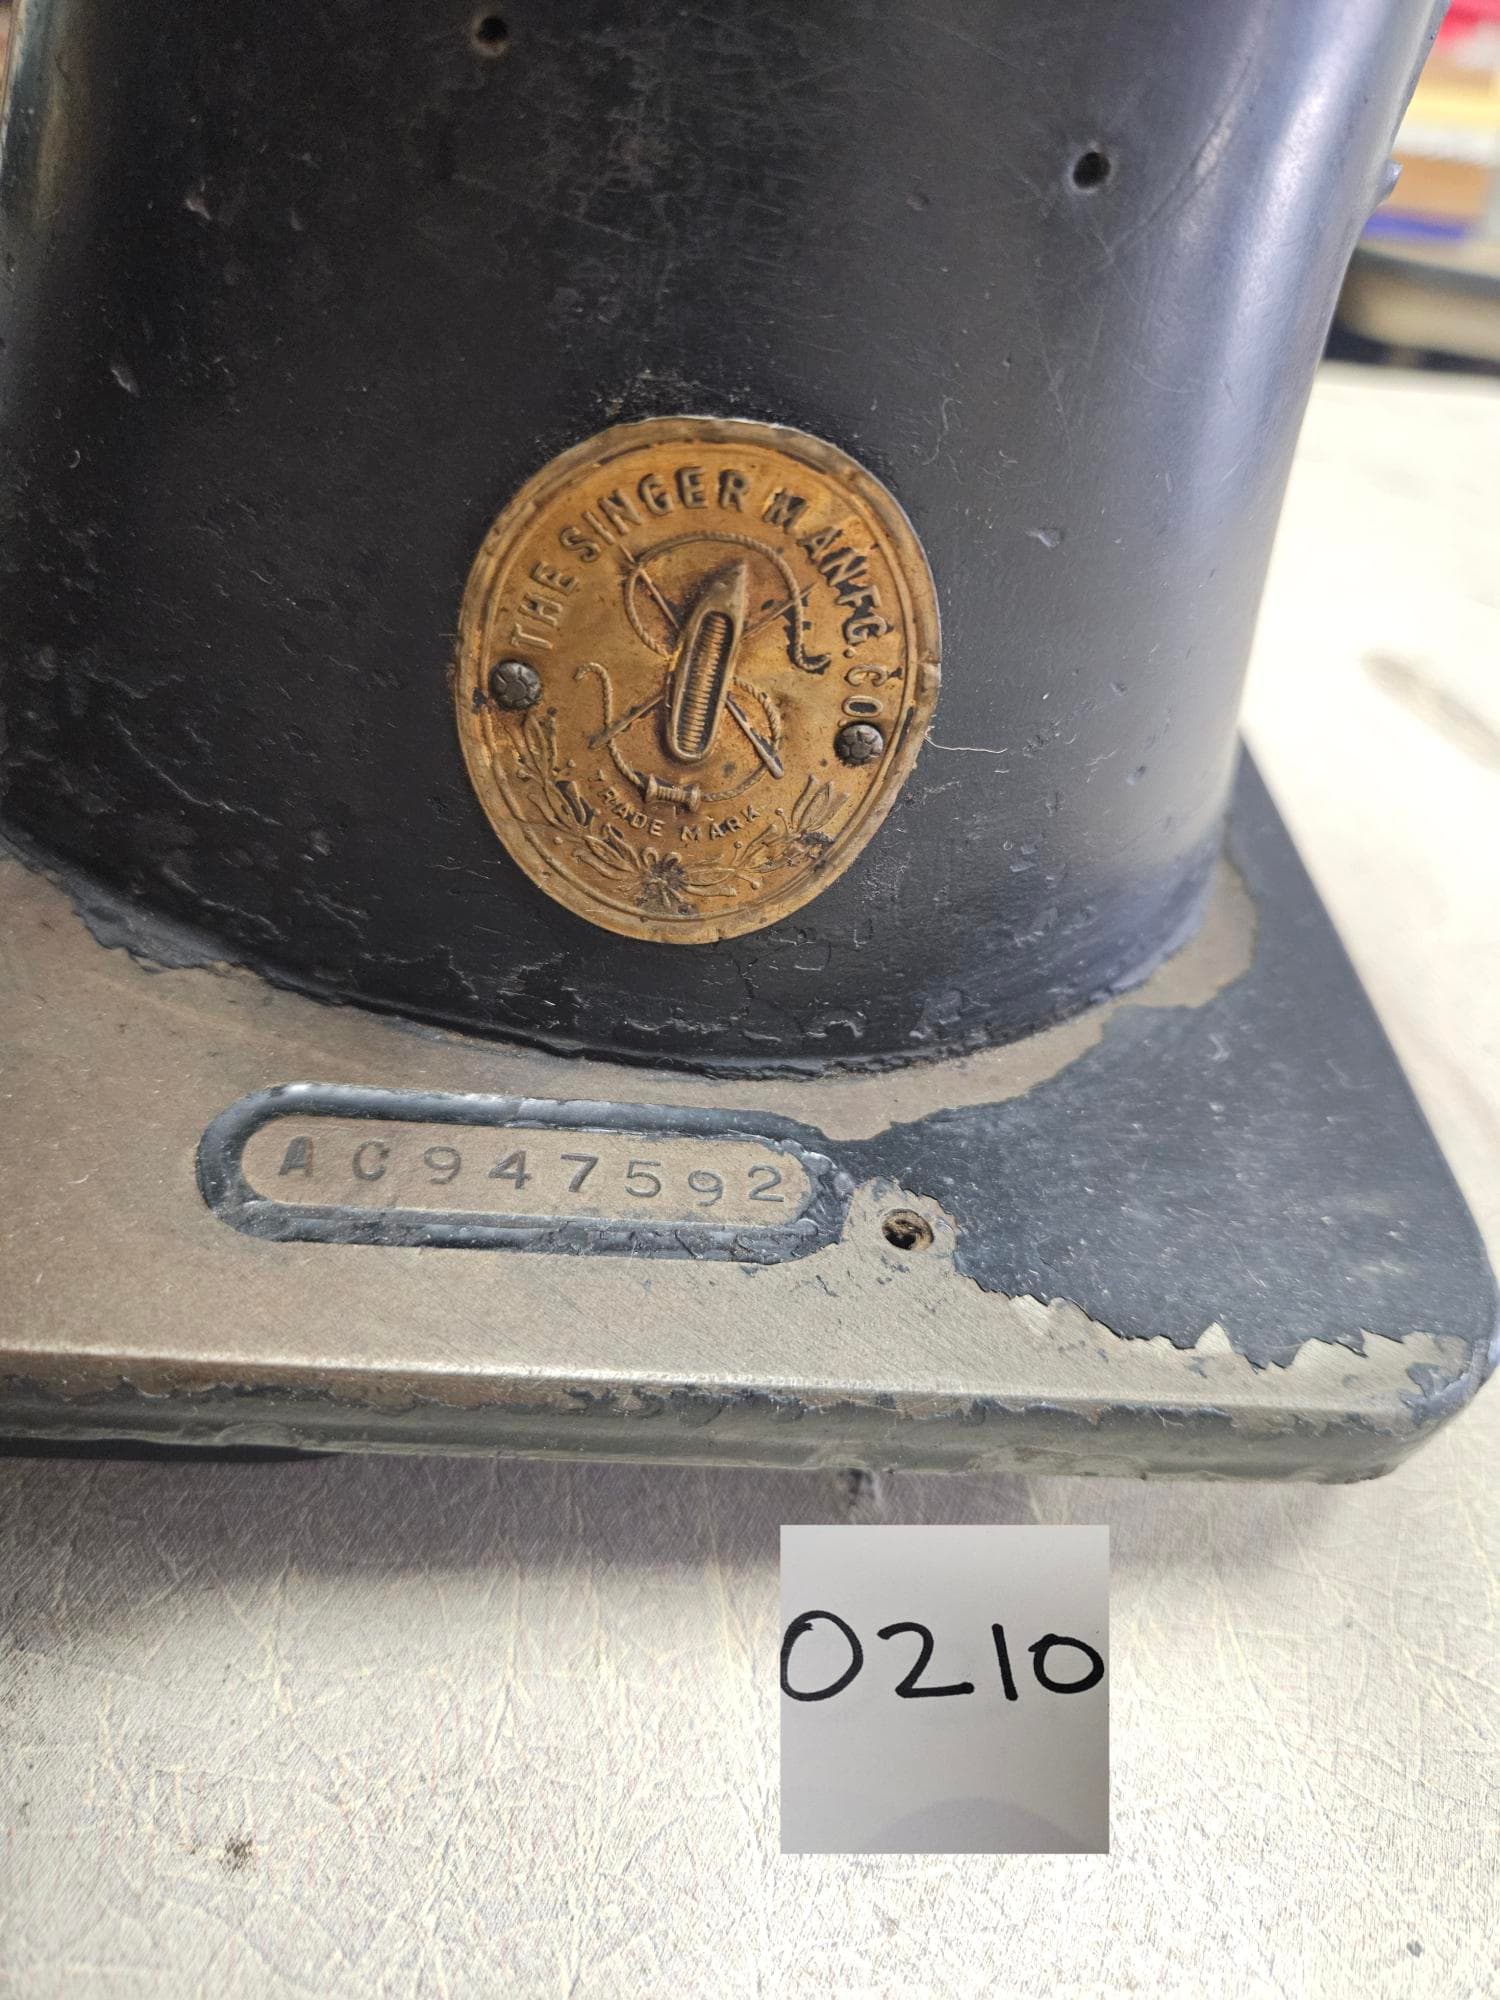 THE SINGER MANFG. CO.
TRADE MARK
AC947592
0210